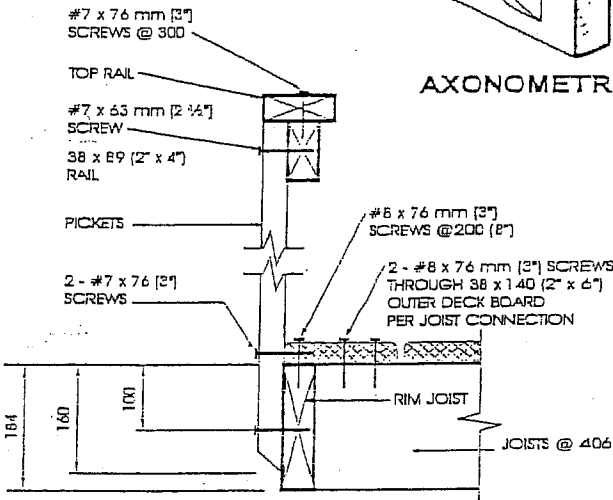 #7 x 76 mm (3")
SCREWS @ 300
TOP RAIL
#7 x 63 mm (2 ½")
SCREW
38 x 89 (2" x 4")
RAIL
PICKETS
2 - #7 x 76 (3")
SCREWS
AXONOMETR
#8 x 76 mm (3")
SCREWS @200 (8")
2 - #8 x 76 mm (3") SCREWS
THROUGH 38 x 140 (2" x 6")
OUTER DECK BOARD
PER JOIST CONNECTION
RIM JOIST
JOISTS @ 406
184
160
100